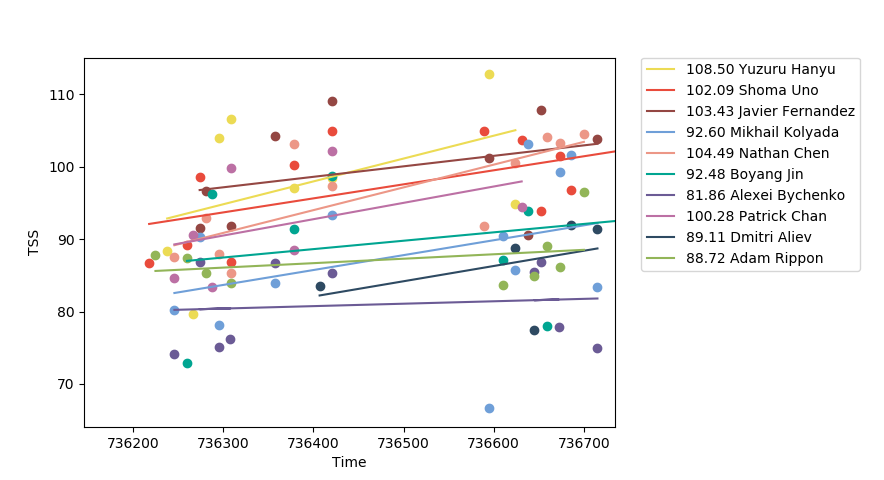 110
100
90
80
70
TSS
736200 736300 736400 736500 736600 736700
Time
108.50 Yuzuru Hanyu
102.09 Shoma Uno
103.43 Javier Fernandez
92.60 Mikhail Kolyada
104.49 Nathan Chen
92.48 Boyang Jin
81.86 Alexei Bychenko
100.28 Patrick Chan
89.11 Dmitri Aliev
88.72 Adam Rippon